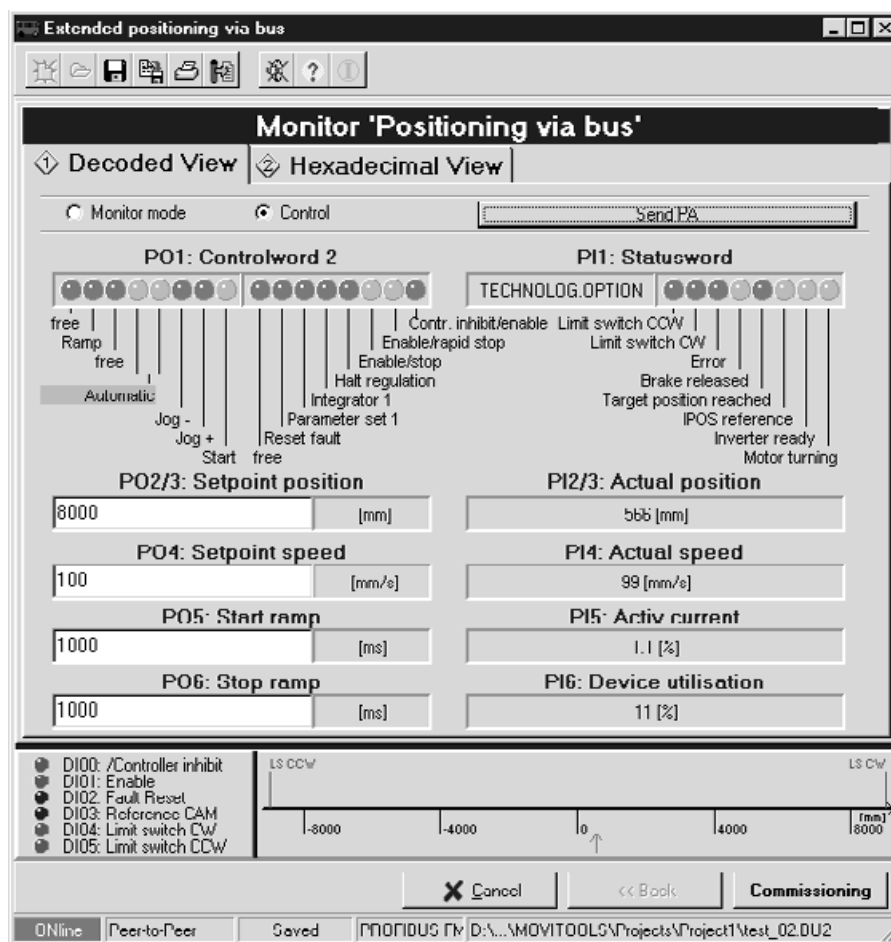 Extended positioning via bus
Monitor 'Positioning via bus'
1 Decoded View
2 Hexadecimal View
Monitor mode
Control
Send PA
PO1: Controlword 2
PI1: Statusword
TECHNOLOG.OPTION
free
Ramp
free
Automatic
Jog -
Jog +
Start
free
Reset fault
Parameter set 1
Integrator 1
Halt regulation
Enable/stop
Enable/rapid stop
Contr. inhibit/enable
Limit switch CCW
Limit switch CW
Error
Brake released
Target position reached
IPOS reference
Inverter ready
Motor turning
PO2/3: Setpoint position
PI2/3: Actual position
8000 [mm]
566 [mm]
PO4: Setpoint speed
PI4: Actual speed
100 [mm/s]
99 [mm/s]
PO5: Start ramp
PI5: Activ current
1000 [ms]
1.1 [%]
PO6: Stop ramp
PI6: Device utilisation
1000 [ms]
11 [%]
DI00: /Controller inhibit
DI01: Enable
DI02: Fault Reset
DI03: Reference CAM
DI04: Limit switch CW
DI05: Limit switch CCW
LS CCW
LS CW
[mm]
-8000 -4000 0 4000 8000
Cancel
<< Back
Commissioning
ONline
Peer-to-Peer
Saved
PROFIBUS
D:\...\MOVITOOLS\Projects\Project1\test_02.DU2